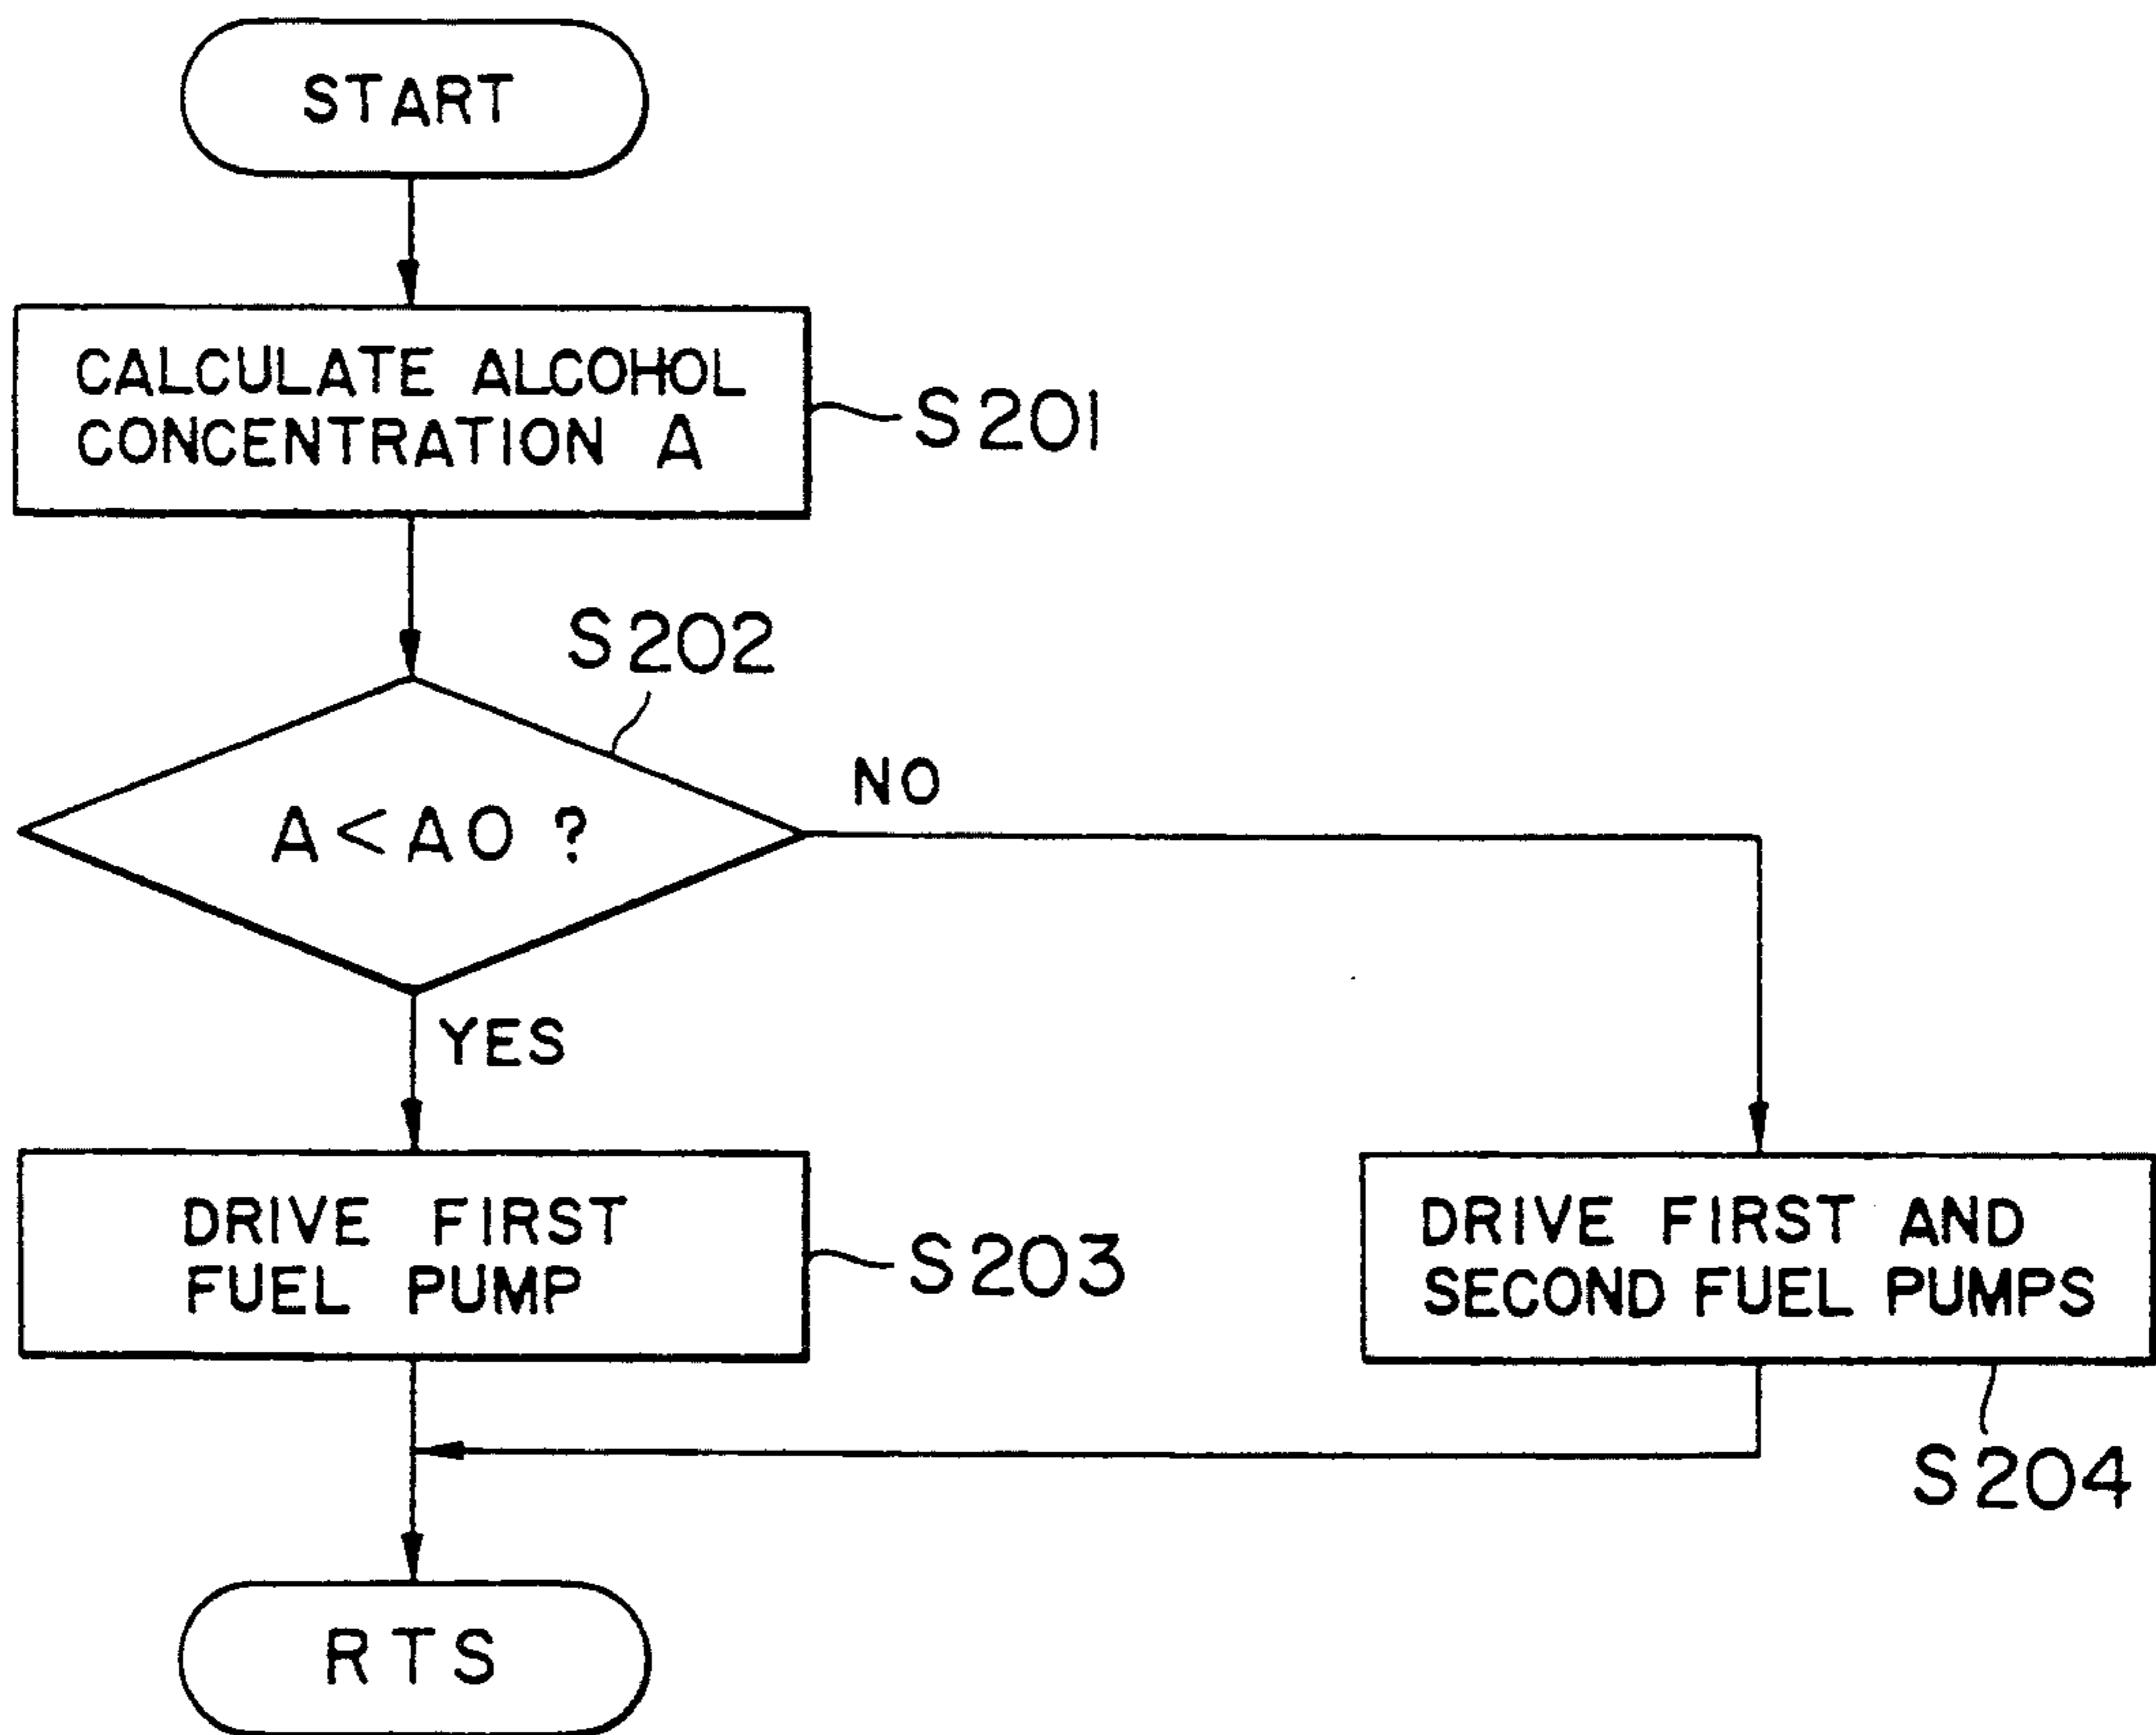 START
CALCULATE ALCOHOL
CONCENTRATION A
S201
S202
A<A0?
NO
YES
DRIVE FIRST
FUEL PUMP
S203
DRIVE FIRST AND
SECOND FUEL PUMPS
S204
RTS